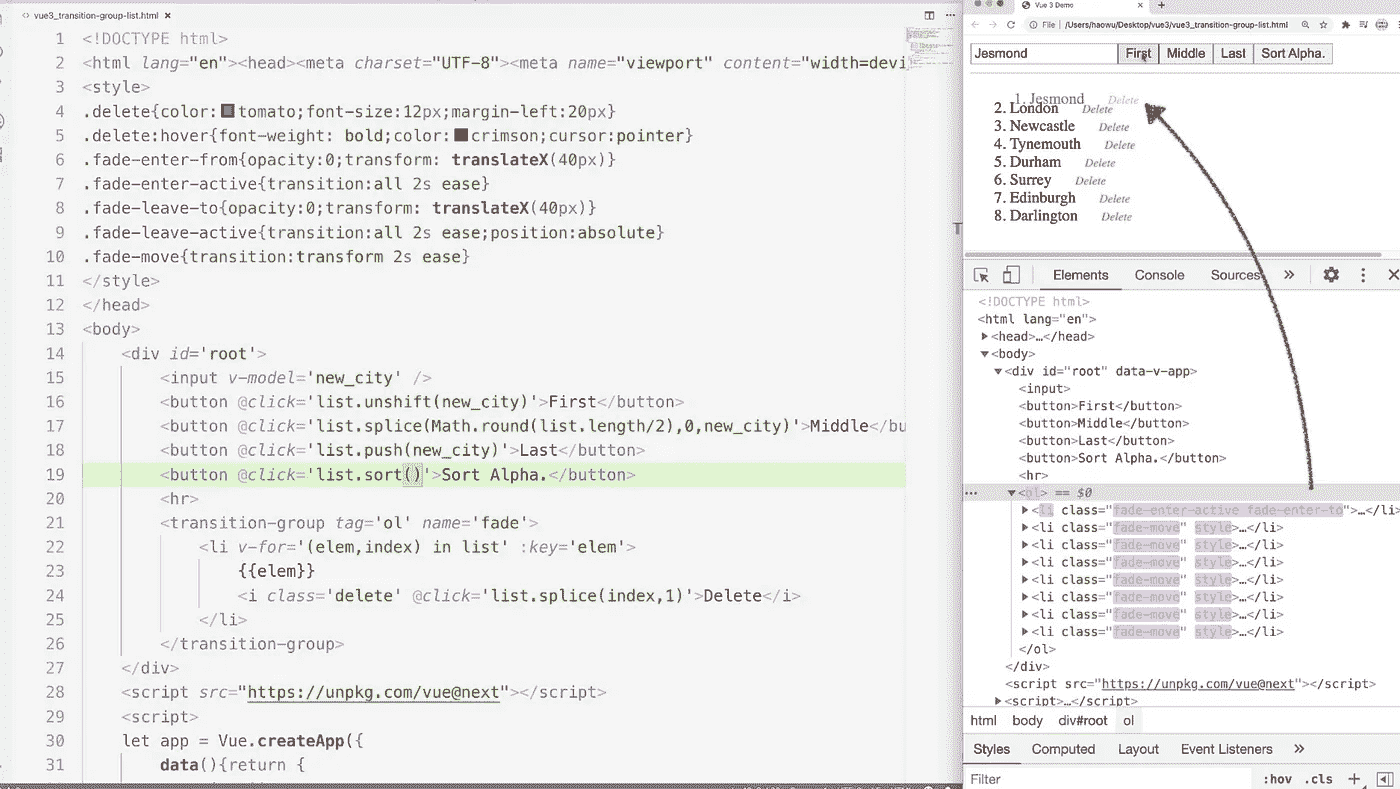 vue3_transition-group-list.html ×
1 <!DOCTYPE html>
2 <html lang="en"><head><meta charset="UTF-8"><meta name="viewport" content="width=devi
3 <style>
4 .delete{color:tomato;font-size:12px;margin-left:20px}
5 .delete:hover{font-weight: bold;color:crimson;cursor:pointer}
6 .fade-enter-from{opacity:0;transform: translateX(40px)}
7 .fade-enter-active{transition:all 2s ease}
8 .fade-leave-to{opacity:0;transform: translateX(40px)}
9 .fade-leave-active{transition:all 2s ease;position:absolute}
10 .fade-move{transition:transform 2s ease}
11 </style>
12 </head>
13 <body>
14 <div id='root'>
15 <input v-model='new_city' />
16 <button @click='list.unshift(new_city)'>First</button>
17 <button @click='list.splice(Math.round(list.length/2),0,new_city)'>Middle</bu
18 <button @click='list.push(new_city)'>Last</button>
19 <button @click='list.sort()'>Sort Alpha.</button>
20 <hr>
21 <transition-group tag='ol' name='fade'>
22 <li v-for='(elem,index) in list' :key='elem'>
23 {{elem}}
24 <i class='delete' @click='list.splice(index,1)'>Delete</i>
25 </li>
26 </transition-group>
27 </div>
28 <script src="https://unpkg.com/vue@next"></script>
29 <script>
30 let app = Vue.createApp({
31 data(){return {
Vue 3 Demo
File | /Users/haowu/Desktop/vue3/vue3_transition-group-list.html
Jesmond First Middle Last Sort Alpha.
1. Jesmond Delete
2. London Delete
3. Newcastle Delete
4. Tynemouth Delete
5. Durham Delete
6. Surrey Delete
7. Edinburgh Delete
8. Darlington Delete
Elements Console Sources »
<!DOCTYPE html>
<html lang="en">
<head>…</head>
<body>
<div id="root" data-v-app>
<input>
<button>First</button>
<button>Middle</button>
<button>Last</button>
<button>Sort Alpha.</button>
<hr>
<ol> == $0
<li class="fade-enter-active fade-enter-to">…</li>
<li class="fade-move" style>…</li>
<li class="fade-move" style>…</li>
<li class="fade-move" style>…</li>
<li class="fade-move" style>…</li>
<li class="fade-move" style>…</li>
<li class="fade-move" style>…</li>
<li class="fade-move" style>…</li>
</ol>
</div>
<script src="https://unpkg.com/vue@next"></script>
<script>…</script>
html body div#root ol
Styles Computed Layout Event Listeners »
Filter :hov .cls +